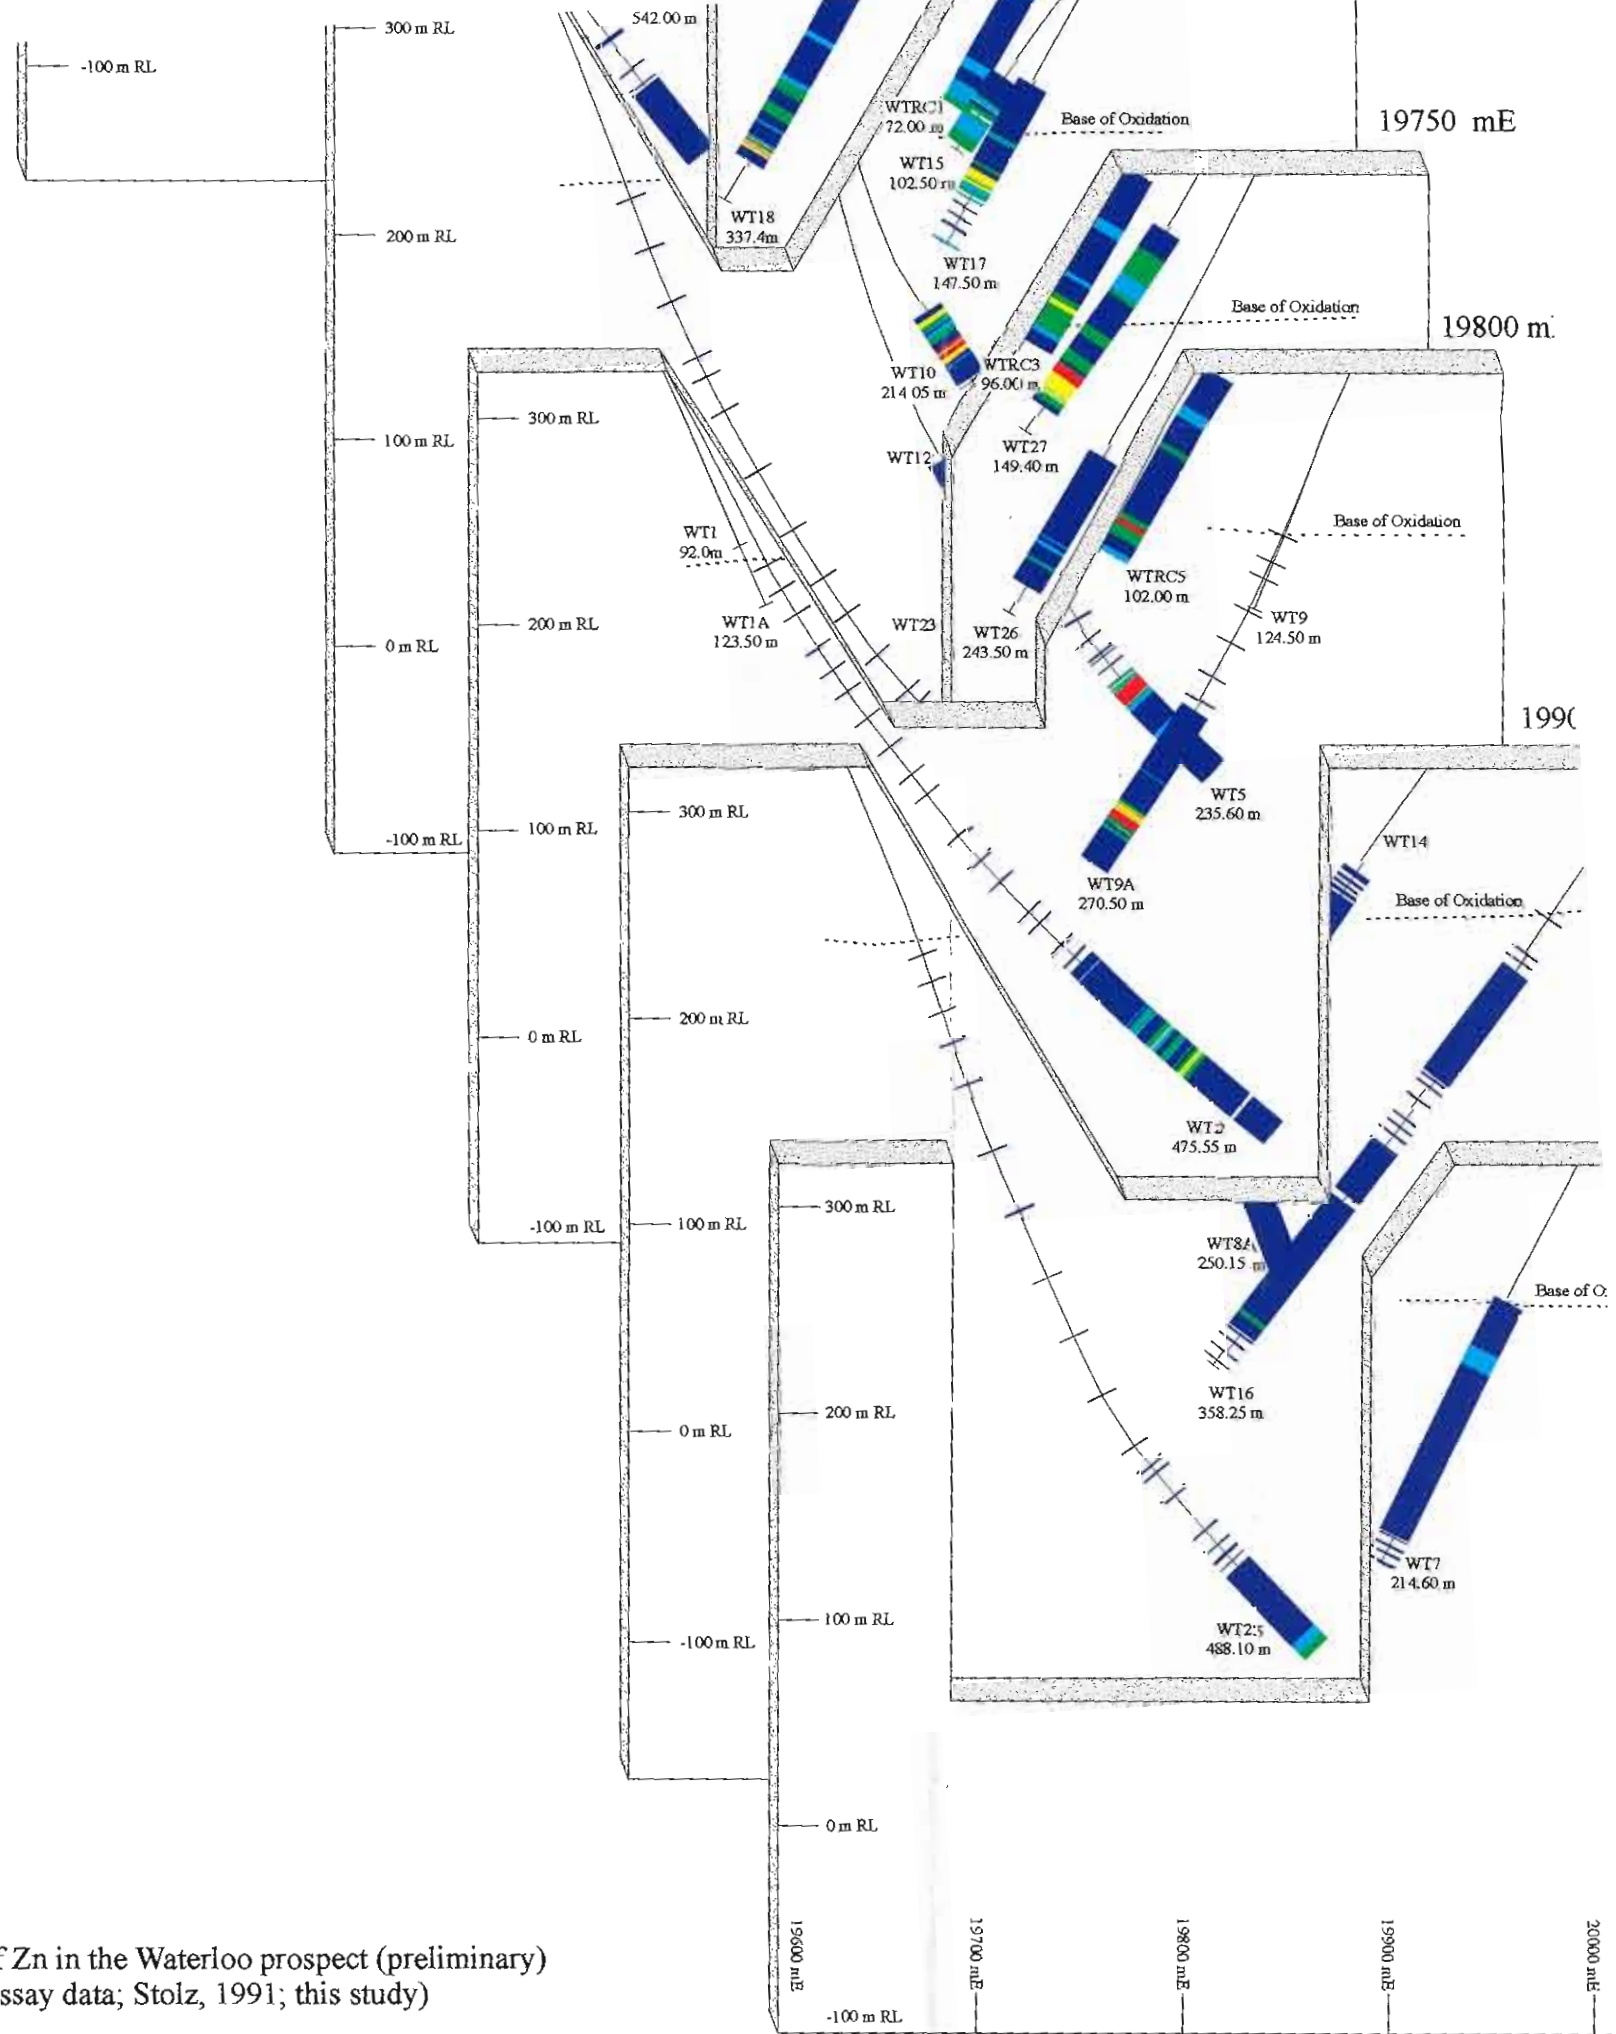 542.00 m
300 m RL
-100 m RL
200 m RL
100 m RL
0 m RL
-100 m RL
WT18
337.4m
WTRC1
72.00 m
WT15
102.50 m
WT17
147.50 m
Base of Oxidation
19750 mE
WT10
214 05 m
WTRC3
96.00 m
WT27
149.40 m
WT12
WT23
WT26
243.50 m
Base of Oxidation
19800 m
300 m RL
200 m RL
100 m RL
0 m RL
-100 m RL
WT1
92.0m
WT1A
123.50 m
WTRC5
102.00 m
Base of Oxidation
WT9
124.50 m
WT5
235.60 m
WT9A
270.50 m
475.55 m
1990
300 m RL
200 m RL
100 m RL
0 m RL
-100 m RL
WT14
Base of Oxidation
WT8A
250.15 m
WT16
358.25 m
300 m RL
200 m RL
100 m RL
0 m RL
-100 m RL
488.10 m
Base of O
WT7
214.60 m
19600 mE
19700 mE
19800 mE
19900 mE
20000 mE
f Zn in the Waterloo prospect (preliminary)
ssay data; Stolz, 1991; this study)